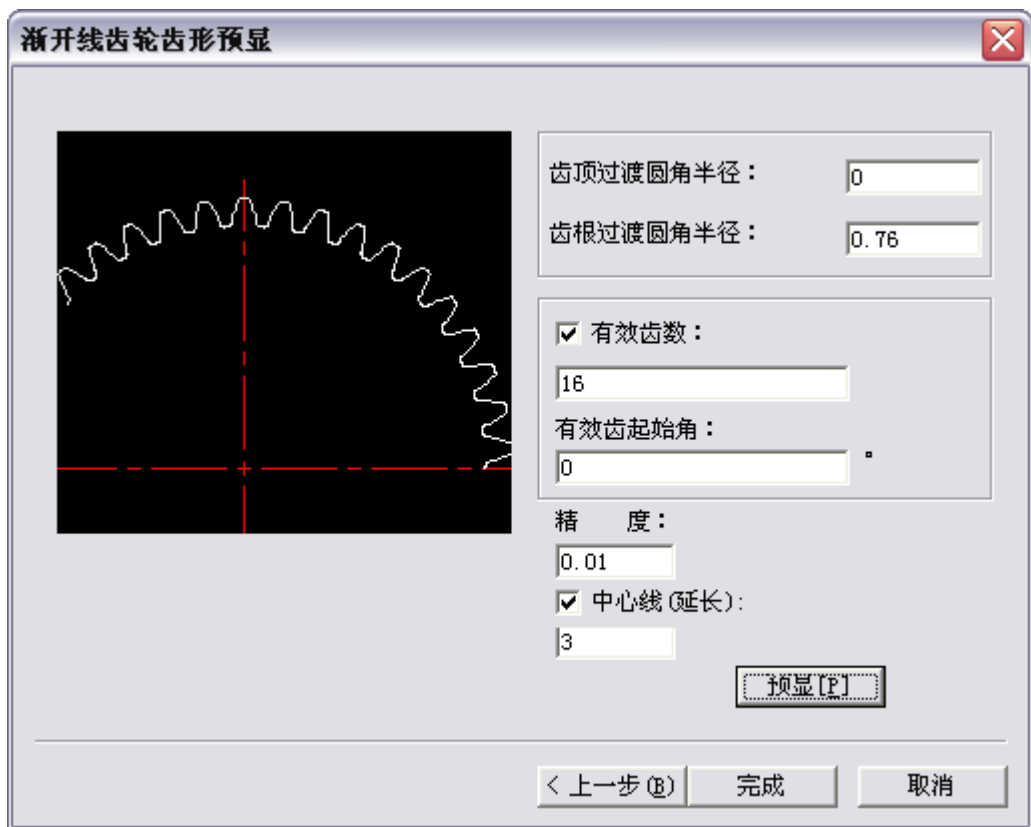 渐开线齿轮齿形预显
齿顶过渡圆角半径：
0
齿根过渡圆角半径：
0.76
有效齿数：
16
有效齿起始角：
0
°
精 度：
0.01
中心线(延长):
3
预显[P]
< 上一步(B)
完成
取消